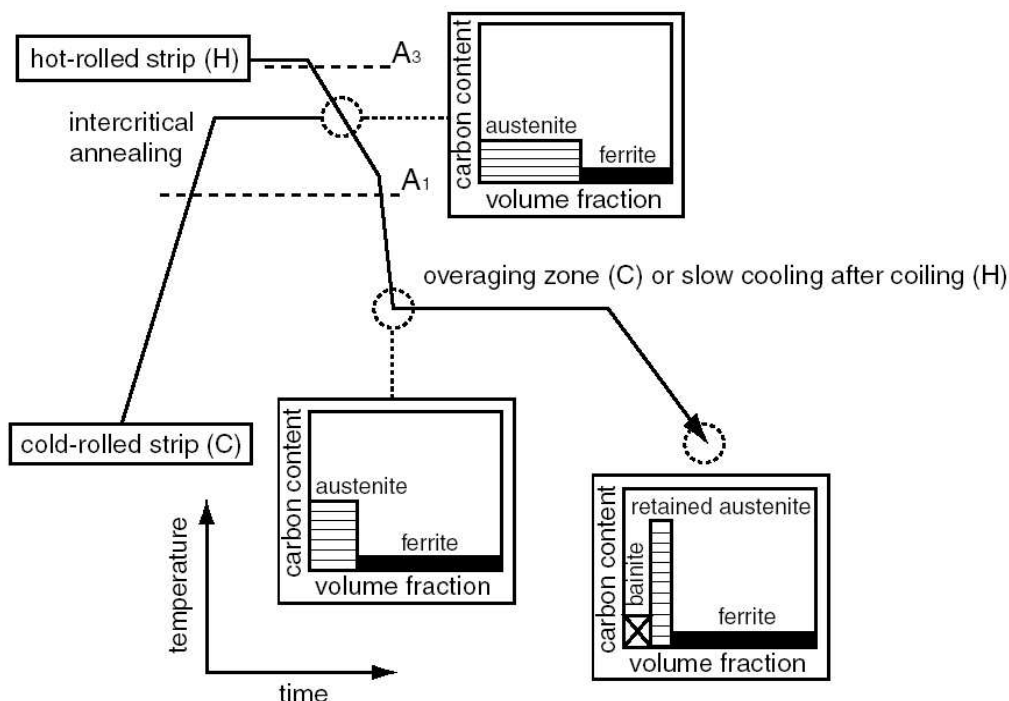 hot-rolled strip (H)
A3
intercritical
annealing
A1
carbon content
austenite
ferrite
volume fraction
overaging zone (C) or slow cooling after coiling (H)
cold-rolled strip (C)
carbon content
austenite
ferrite
volume fraction
carbon content
retained austenite
bainite
ferrite
volume fraction
temperature
time